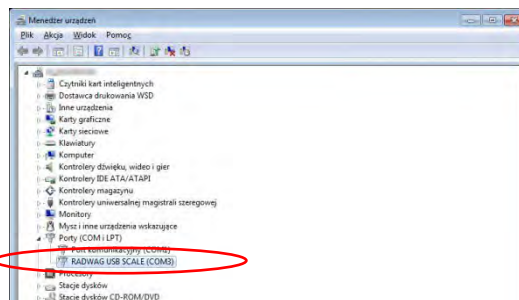 Menedżer urządzeń
Plik Akcja Widok Pomoc
Czytniki kart inteligentnych
Dostawca drukowania WSD
Inne urządzenia
Karty graficzne
Karty sieciowe
Klawiatury
Komputer
Kontrolery dźwięku, wideo i gier
Kontrolery IDE ATA/ATAPI
Kontrolery magazynu
Kontrolery uniwersalnej magistrali szeregowej
Monitory
Mysz i inne urządzenia wskazujące
Porty (COM i LPT)
Port komunikacyjny
RADWAG USB SCALE (COM3)
Procesory
Stacje dysków
Stacje dysków CD-ROM/DVD